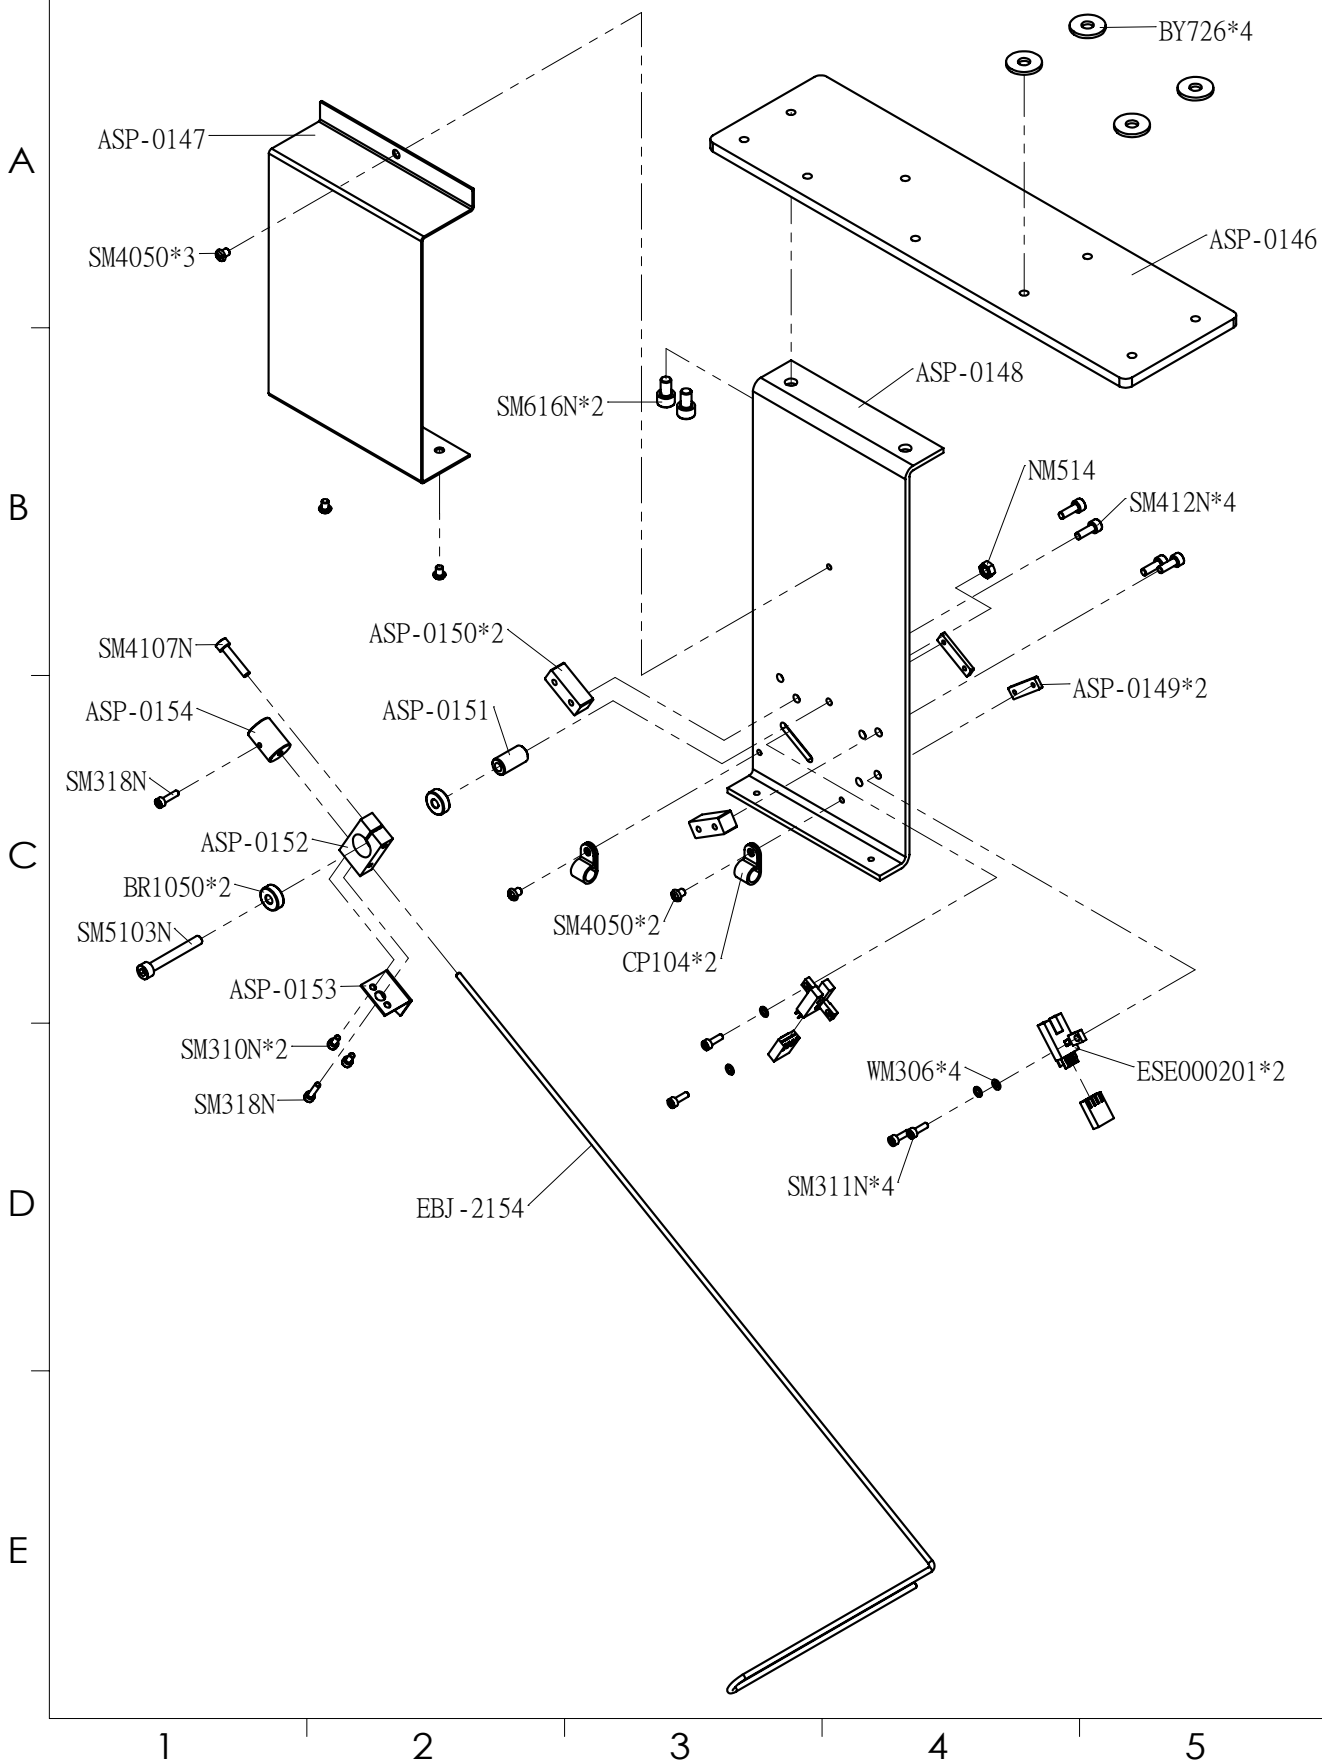 BY726*4
ASP-0147
A
ASP-0146
SM4050*3
ASP-0148
SM616N*2
NM514
SM412N*4
B
ASP-0150*2
SM4107N
ASP-0149*2
ASP-0154
ASP-0151
SM318N
ASP-0152
C
BR1050*2
SM5103N
SM4050*2
CP104*2
ASP-0153
SM310N*2
WM306*4
ESE000201*2
SM318N
SM311N*4
D
EBJ-2154
E
1 2 3 4 5